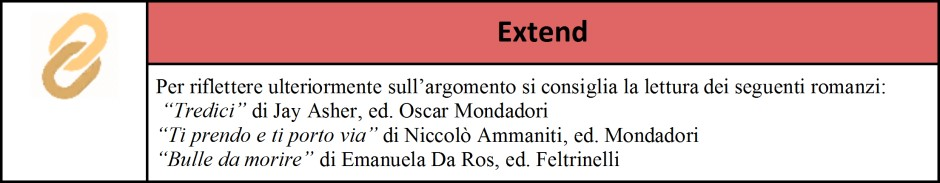 Extend
Per riflettere ulteriormente sull’argomento si consiglia la lettura dei seguenti romanzi:
“Tredici” di Jay Asher, ed. Oscar Mondadori
“Ti prendo e ti porto via” di Niccolò Ammaniti, ed. Mondadori
“Bulle da morire” di Emanuela Da Ros, ed. Feltrinelli